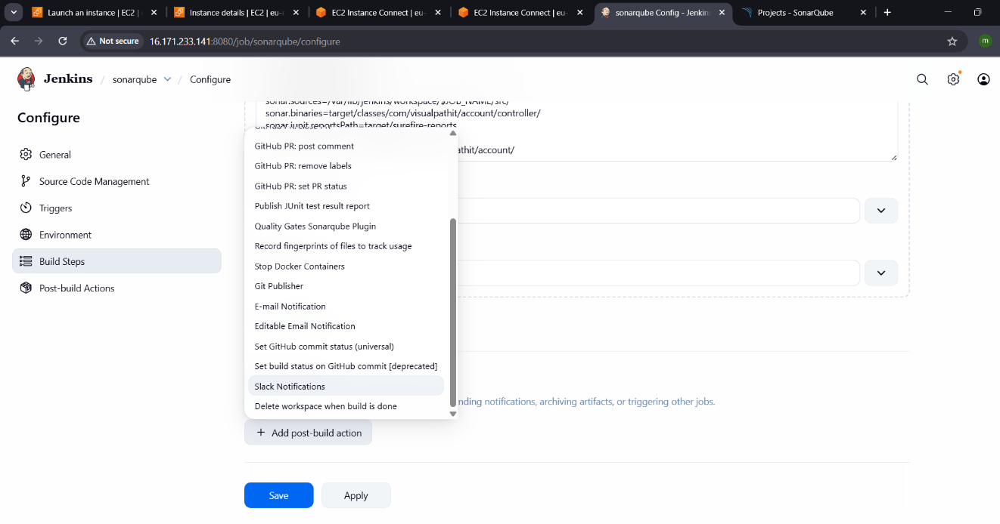 Launch an instance | EC2 |
Instance details | EC2 | eu-n
EC2 Instance Connect | eu-
EC2 Instance Connect | eu-
sonarqube Config - Jenkin
Projects - SonarQube
Not secure
16.171.233.141:8080/job/sonarqube/configure
m
Jenkins / sonarqube / Configure
Configure
General
Source Code Management
Triggers
Environment
Build Steps
Post-build Actions
sonar.sources=/var/lib/jenkins/workspace/$JOB_NAME/src/
sonar.binaries=target/classes/com/visualpathit/account/controller/
sonar.junit.reportsPath=target/surefire-reports
athit/account/
GitHub PR: post comment
GitHub PR: remove labels
GitHub PR: set PR status
Publish JUnit test result report
Quality Gates Sonarqube Plugin
Record fingerprints of files to track usage
Stop Docker Containers
Git Publisher
E-mail Notification
Editable Email Notification
Set GitHub commit status (universal)
Set build status on GitHub commit [deprecated]
Slack Notifications
Delete workspace when build is done
nding notifications, archiving artifacts, or triggering other jobs.
+ Add post-build action
Save
Apply